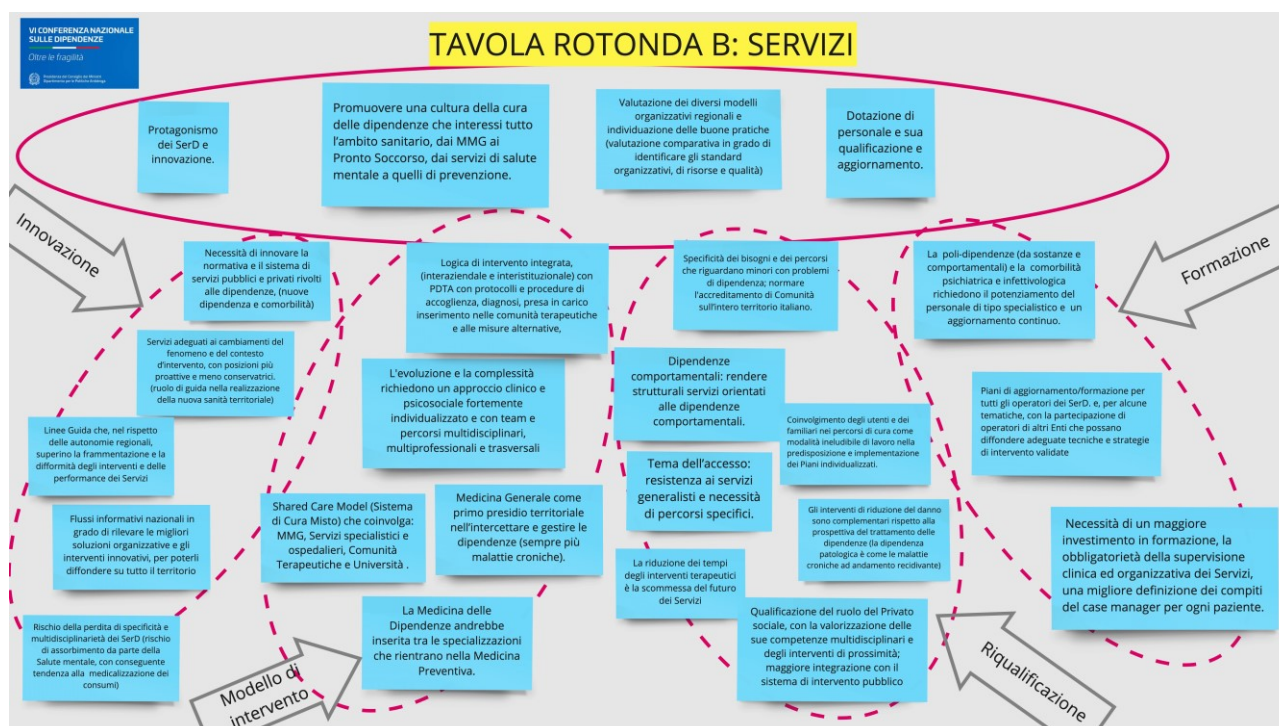 VI CONFERENZA NAZIONALE
SULLE DIPENDENZE
Oltre le fragilità
TAVOLA ROTONDA B: SERVIZI
Protagonismo
dei SerD e
innovazione.
Promuovere una cultura della cura
delle dipendenze che interessi tutto
l'ambito sanitario, dai MMG ai
Pronto Soccorso, dai servizi di salute
mentale a quelli di prevenzione.
Valutazione dei diversi modelli
organizzativi regionali e
individuazione delle buone pratiche
(valutazione comparativa in grado di
identificare gli standard
organizzativi, di risorse e qualità)
Dotazione di
personale e sua
qualificazione e
aggiornamento.
Innovazione
Necessità di innovare la
normativa e il sistema di
servizi pubblici e privati rivolti
alle dipendenze, (nuove
dipendenza e comorbilità)
Servizi adeguati ai cambiamenti del
fenomeno e del contesto
d'intervento, con posizioni più
proattive e meno conservatrici.
(ruolo di guida nella realizzazione
della nuova sanità territoriale)
Linee Guida che, nel rispetto
delle autonomie regionali,
superino la frammentazione e la
difformità degli interventi e delle
performance dei Servizi
Flussi informativi nazionali in
grado di rilevare le migliori
soluzioni organizzative e gli
interventi innovativi, per poterli
diffondere su tutto il territorio
Rischio della perdita di specificità e
multidisciplinarietà dei SerD (rischio
di assorbimento da parte della
Salute mentale, con conseguente
tendenza alla medicalizzazione dei
consumi)
Logica di intervento integrata,
(interaziendale e interistituzionale) con
PDTA con protocolli e procedure di
accoglienza, diagnosi, presa in carico
inserimento nelle comunità terapeutiche
e alle misure alternative,
L'evoluzione e la complessità
richiedono un approccio clinico e
psicosociale fortemente
individualizzato e con team e
percorsi multidisciplinari,
multiprofessionali e trasversali
Shared Care Model (Sistema
di Cura Misto) che coinvolga:
MMG, Servizi specialistici e
ospedalieri, Comunità
Terapeutiche e Università .
Medicina Generale come
primo presidio territoriale
nell'intercettare e gestire le
dipendenze (sempre più
malattie croniche).
La Medicina delle
Dipendenze andrebbe
inserita tra le specializzazioni
che rientrano nella Medicina
Preventiva.
Modello di
intervento
Specificità dei bisogni e dei percorsi
che riguardano minori con problemi
di dipendenza; normare
l'accreditamento di Comunità
sull'intero territorio italiano.
Dipendenze
comportamentali: rendere
strutturali servizi orientati
alle dipendenze
comportamentali.
Coinvolgimento degli utenti e dei
familiari nei percorsi di cura come
modalità ineludibile di lavoro nella
predisposizione e implementazione
dei Piani individualizzati.
Tema dell'accesso:
resistenza ai servizi
generalisti e necessità
di percorsi specifici.
Gli interventi di riduzione del danno
sono complementari rispetto alla
prospettiva del trattamento delle
dipendenze (la dipendenza
patologica è come le malattie
croniche ad andamento recidivante)
La riduzione dei tempi
degli interventi terapeutici
è la scommessa del futuro
dei Servizi
Qualificazione del ruolo del Privato
sociale, con la valorizzazione delle
sue competenze multidisciplinari e
degli interventi di prossimità;
maggiore integrazione con il
sistema di intervento pubblico
Riqualificazione
Formazione
La poli-dipendenza (da sostanze e
comportamentali) e la comorbilità
psichiatrica e infettivologica
richiedono il potenziamento del
personale di tipo specialistico e un
aggiornamento continuo.
Piani di aggiornamento/formazione per
tutti gli operatori dei SerD. e, per alcune
tematiche, con la partecipazione di
operatori di altri Enti che possano
diffondere adeguate tecniche e strategie
di intervento validate
Necessità di un maggiore
investimento in formazione, la
obbligatorietà della supervisione
clinica ed organizzativa dei Servizi,
una migliore definizione dei compiti
del case manager per ogni paziente.